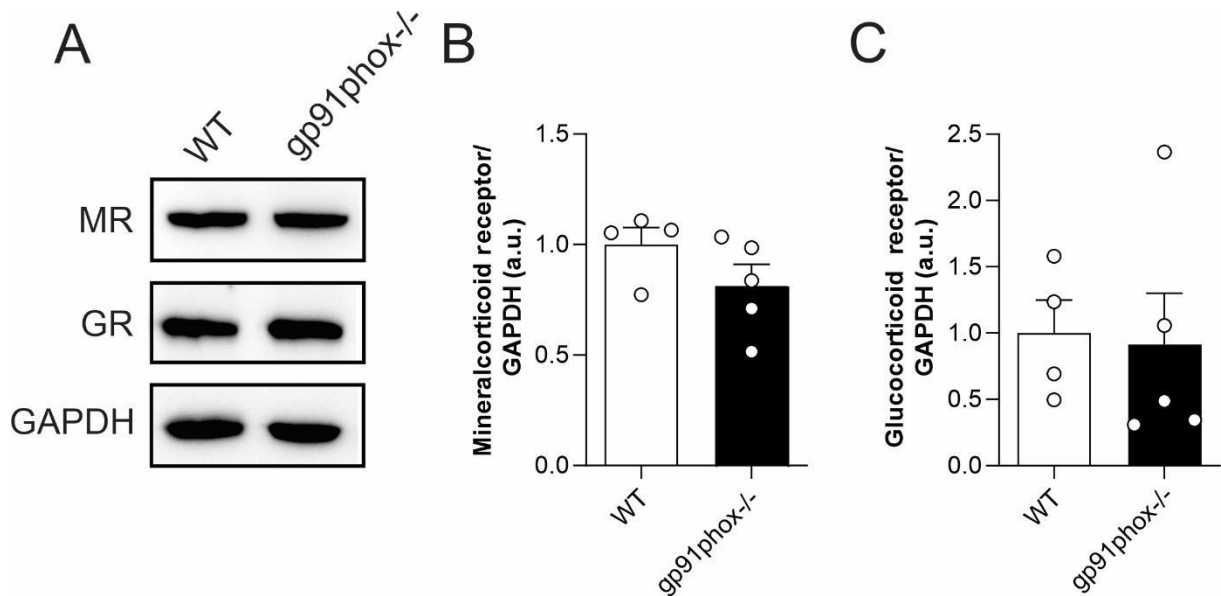 A
WT
gp91phox-/-
MR
GR
GAPDH
B
Mineralcorticoid receptor/
GAPDH (a.u.)
1.5
1.0
0.5
0.0
WT
gp91phox-/-
C
Glucocorticoid receptor/
GAPDH (a.u.)
2.5
2.0
1.5
1.0
0.5
0.0
WT
gp91phox-/-